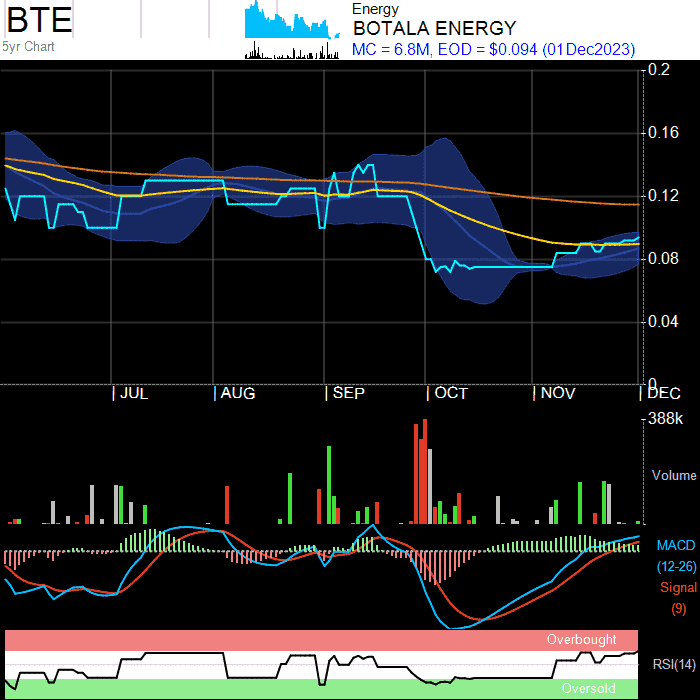 BTE
5yr Chart
Energy
BOTALA ENERGY
MC = 6.8M, EOD = $0.094 (01Dec2023)
0.2
0.16
0.12
0.08
0.04
0
JUL AUG SEP OCT NOV DEC
388k
Volume
MACD
(12-26)
Signal
(9)
Overbought
RSI(14)
Oversold